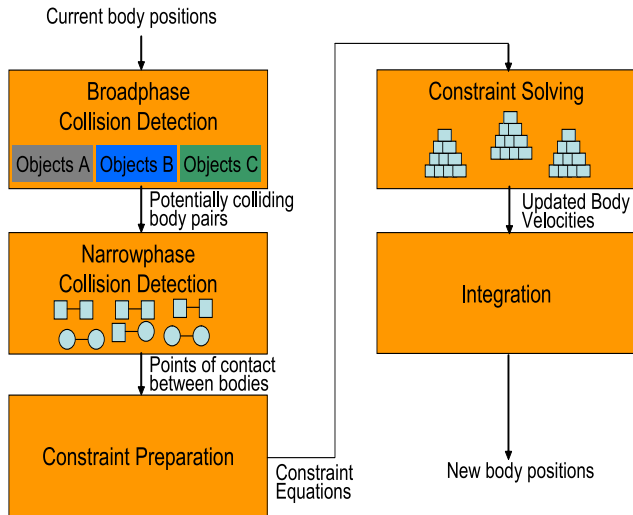 Current body positions
Broadphase
Collision Detection
Objects A
Objects B
Objects C
Potentially colliding
body pairs
Narrowphase
Collision Detection
Points of contact
between bodies
Constraint Preparation
Constraint
Equations
Constraint Solving
Updated Body
Velocities
Integration
New body positions